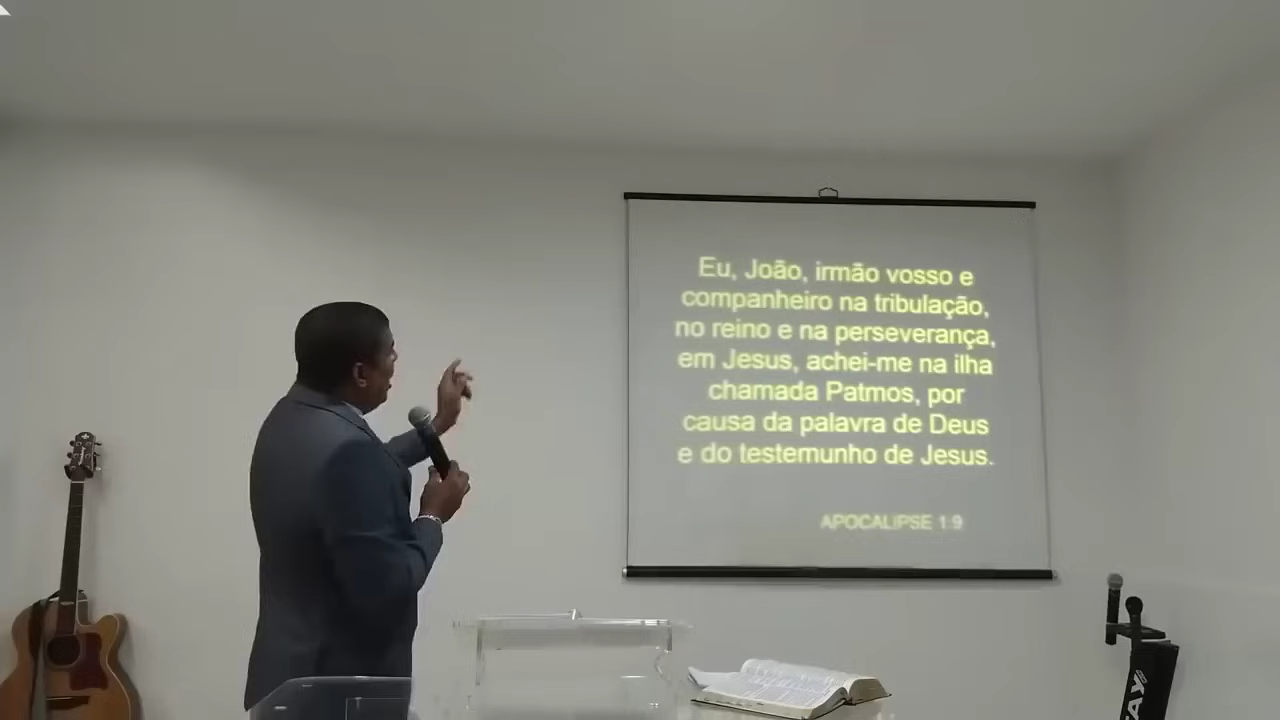 Eu, João, irmão vosso e
companheiro na tribulação,
no reino e na perseverança,
em Jesus, achei-me na ilha
chamada Patmos, por
causa da palavra de Deus
e do testemunho de Jesus.
APOCALIPSE 1:9